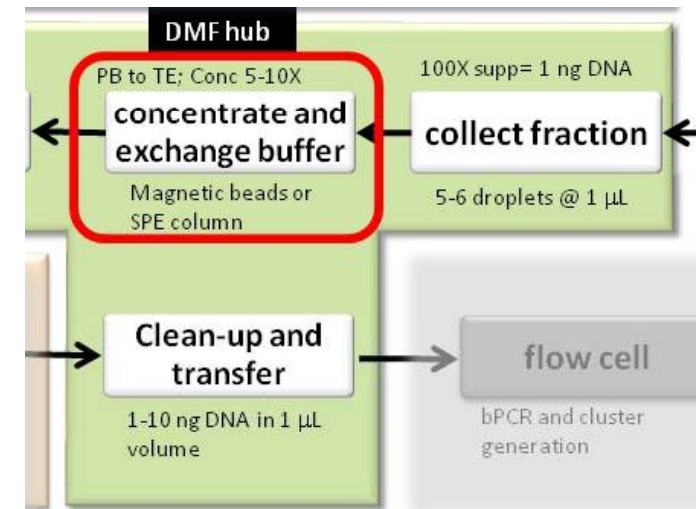 DMF hub
PB to TE; Conc 5-10X
concentrate and
exchange buffer
Magnetic beads or
SPE column
100X supp= 1 ng DNA
collect fraction
5-6 droplets @ 1 µL
Clean-up and
transfer
1-10 ng DNA in 1 µL
volume
flow cell
bPCR and cluster
generation